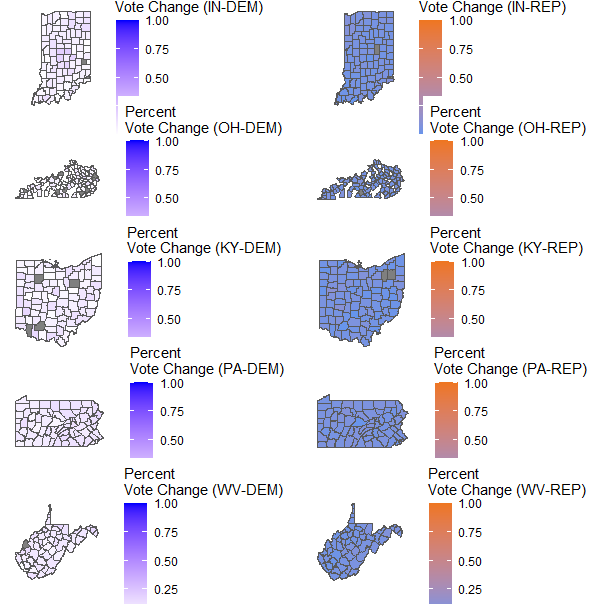 Vote Change (IN-DEM)
1.00
0.75
0.50
Vote Change (IN-REP)
1.00
0.75
0.50
Percent
Vote Change (OH-DEM)
1.00
0.75
0.50
Percent
Vote Change (OH-REP)
1.00
0.75
0.50
Percent
Vote Change (KY-DEM)
1.00
0.75
0.50
Percent
Vote Change (KY-REP)
1.00
0.75
0.50
Percent
Vote Change (PA-DEM)
1.00
0.75
0.50
Percent
Vote Change (PA-REP)
1.00
0.75
0.50
Percent
Vote Change (WV-DEM)
1.00
0.75
0.50
0.25
Percent
Vote Change (WV-REP)
1.00
0.75
0.50
0.25